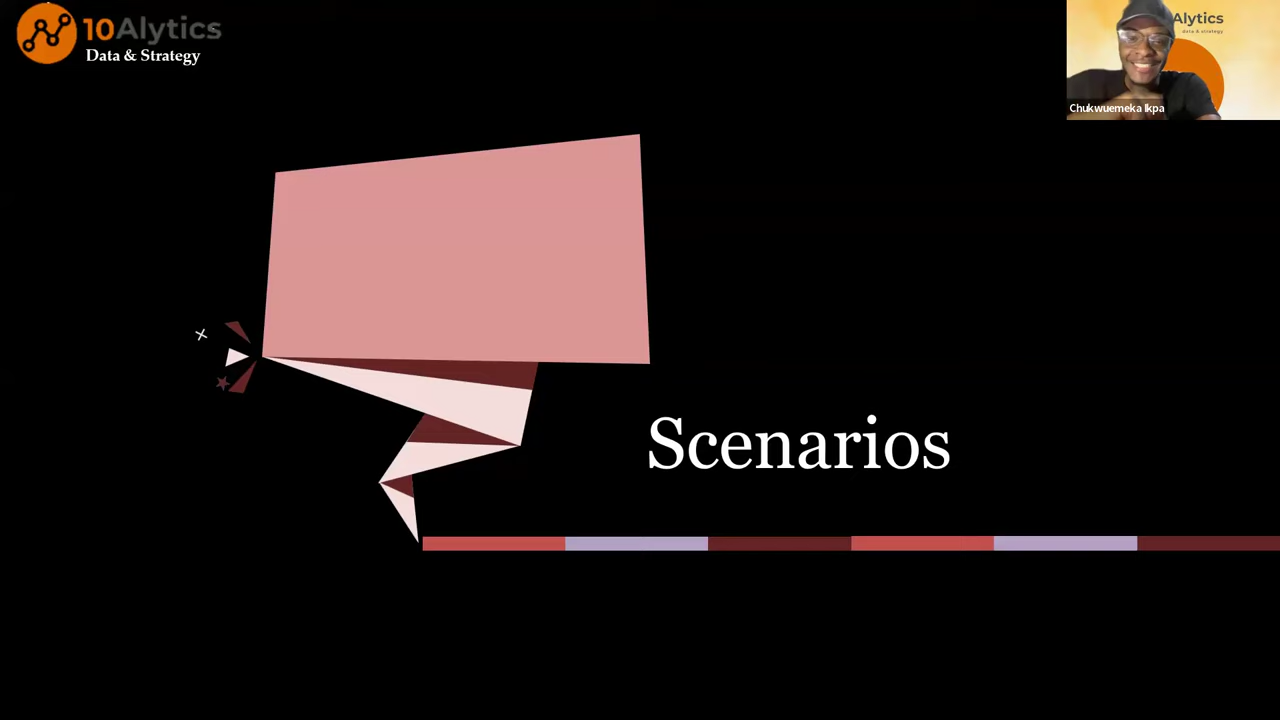 10Alytics
Data & Strategy
Alytics
data & strategy
Chukwuemeka Ikpa
Scenarios